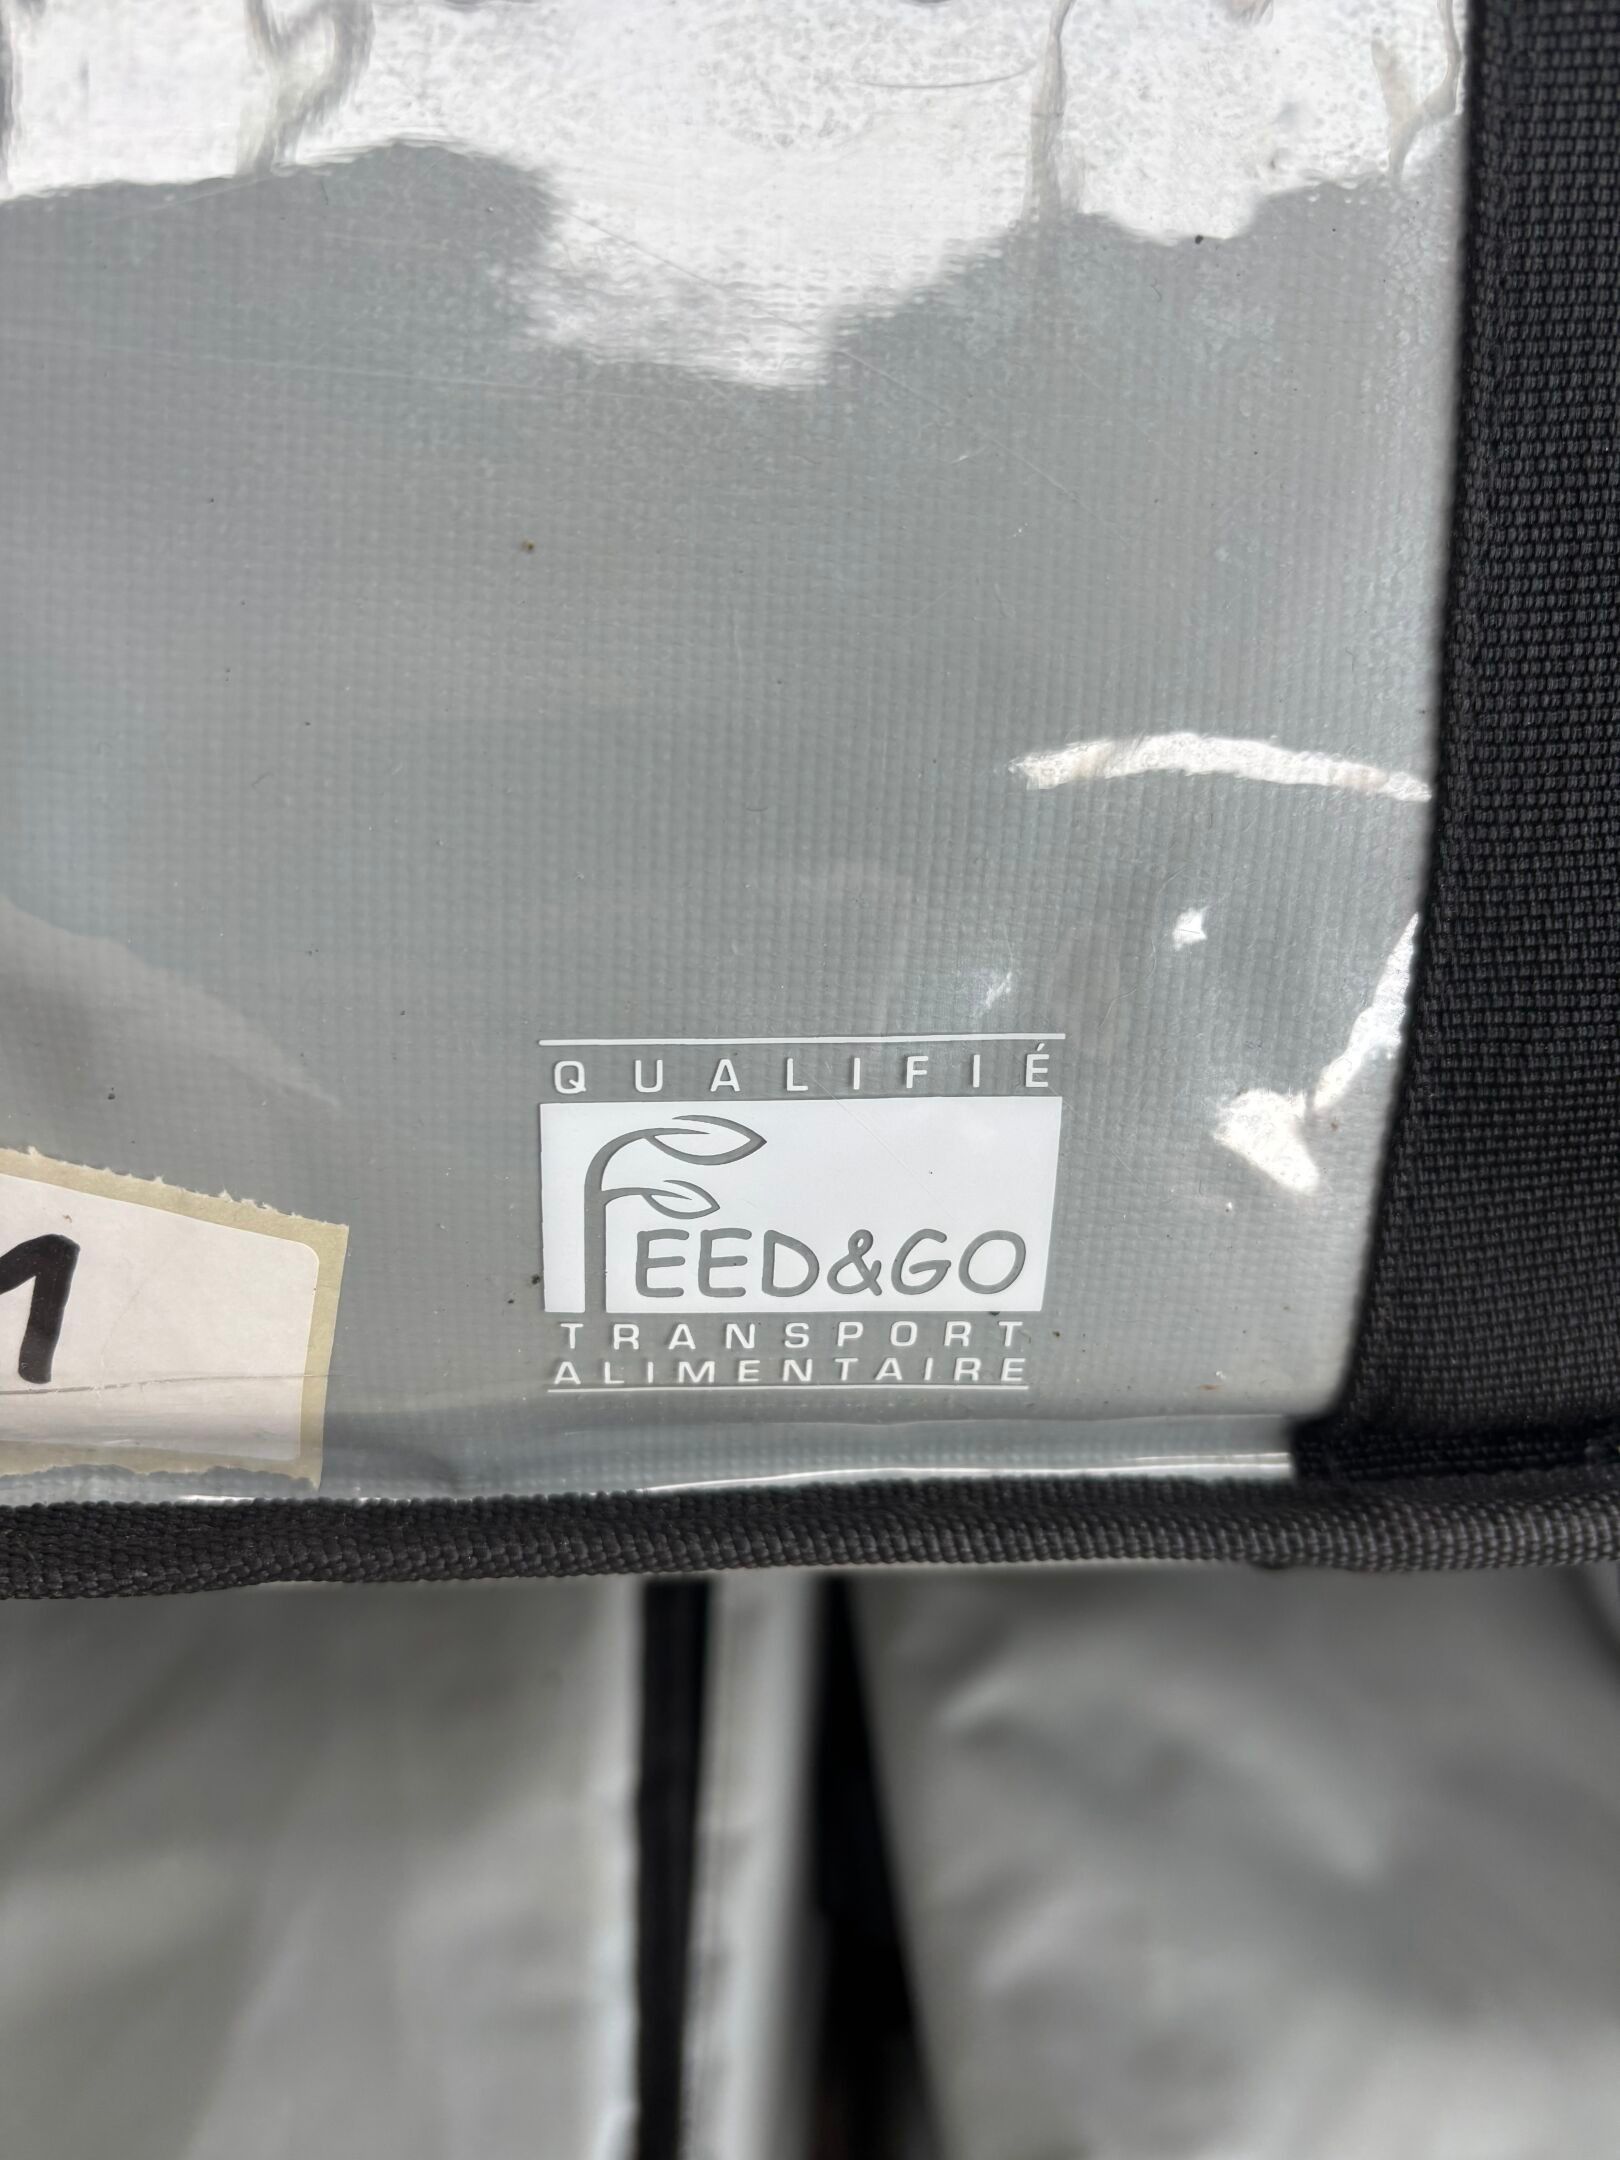 QUALIFIÉ
FEED&GO
TRANSPORT
ALIMENTAIRE
1